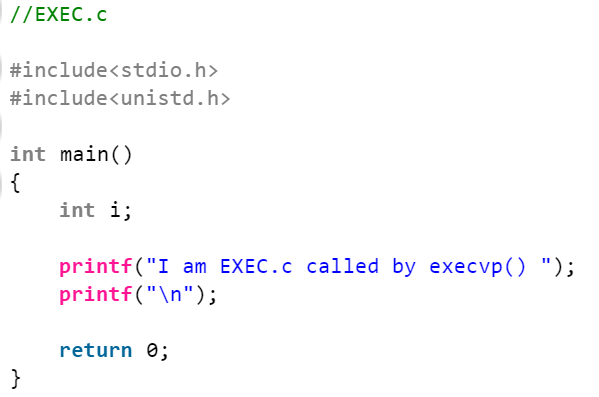 //EXEC.c
#include<stdio.h>
#include<unistd.h>
int main()
{
int i;
printf("I am EXEC.c called by execvp() ");
printf("\n");
return 0;
}